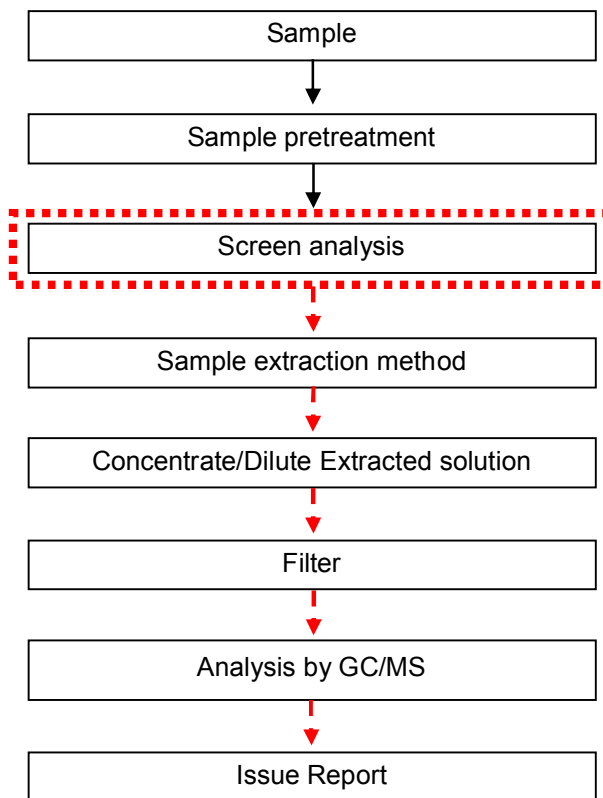 Sample
Sample pretreatment
Screen analysis
Sample extraction method
Concentrate/Dilute Extracted solution
Filter
Analysis by GC/MS
Issue Report